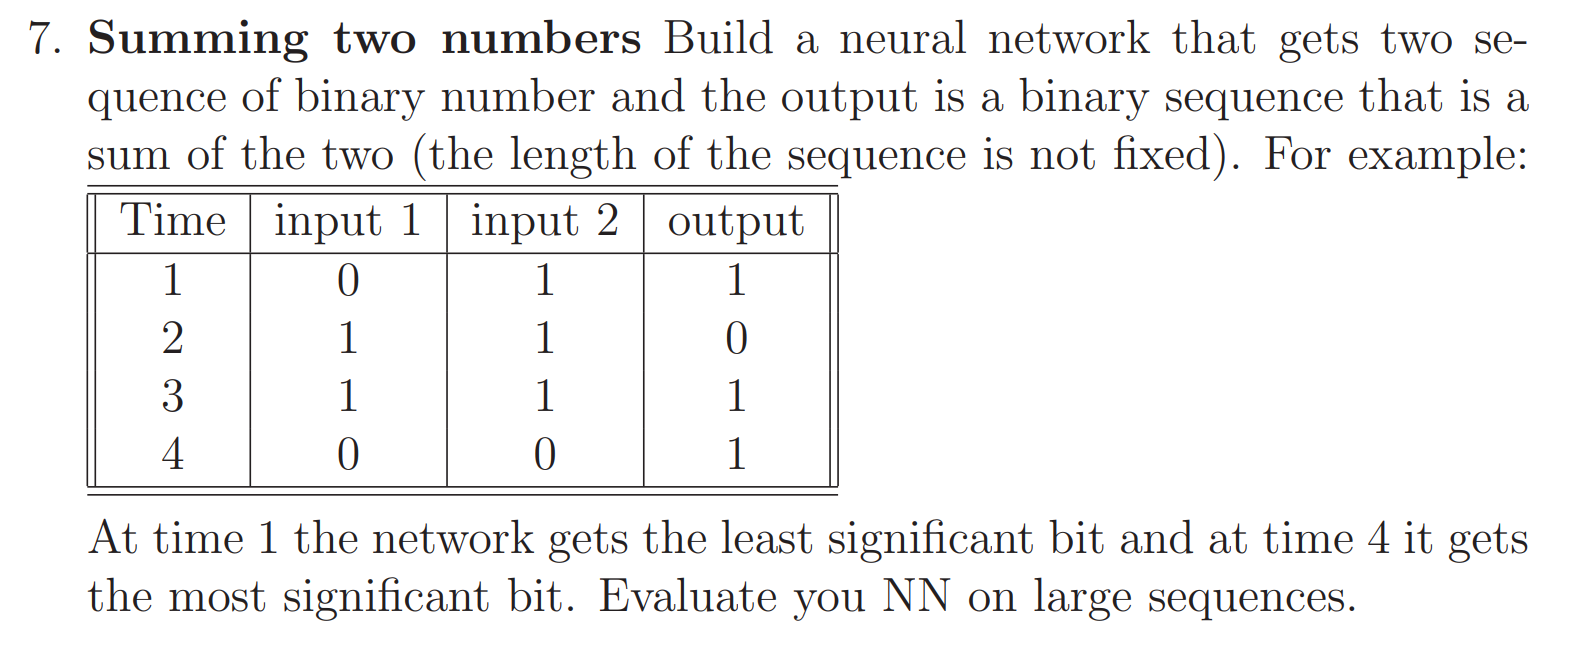 7. Summing two numbers Build a neural network that gets two se-
quence of binary number and the output is a binary sequence that is a
sum of the two (the length of the sequence is not fixed). For example:
Time input 1 input 2 output
1 0 1 1
2 1 1 0
3 1 1 1
4 0 0 1
At time 1 the network gets the least significant bit and at time 4 it gets
the most significant bit. Evaluate you NN on large sequences.